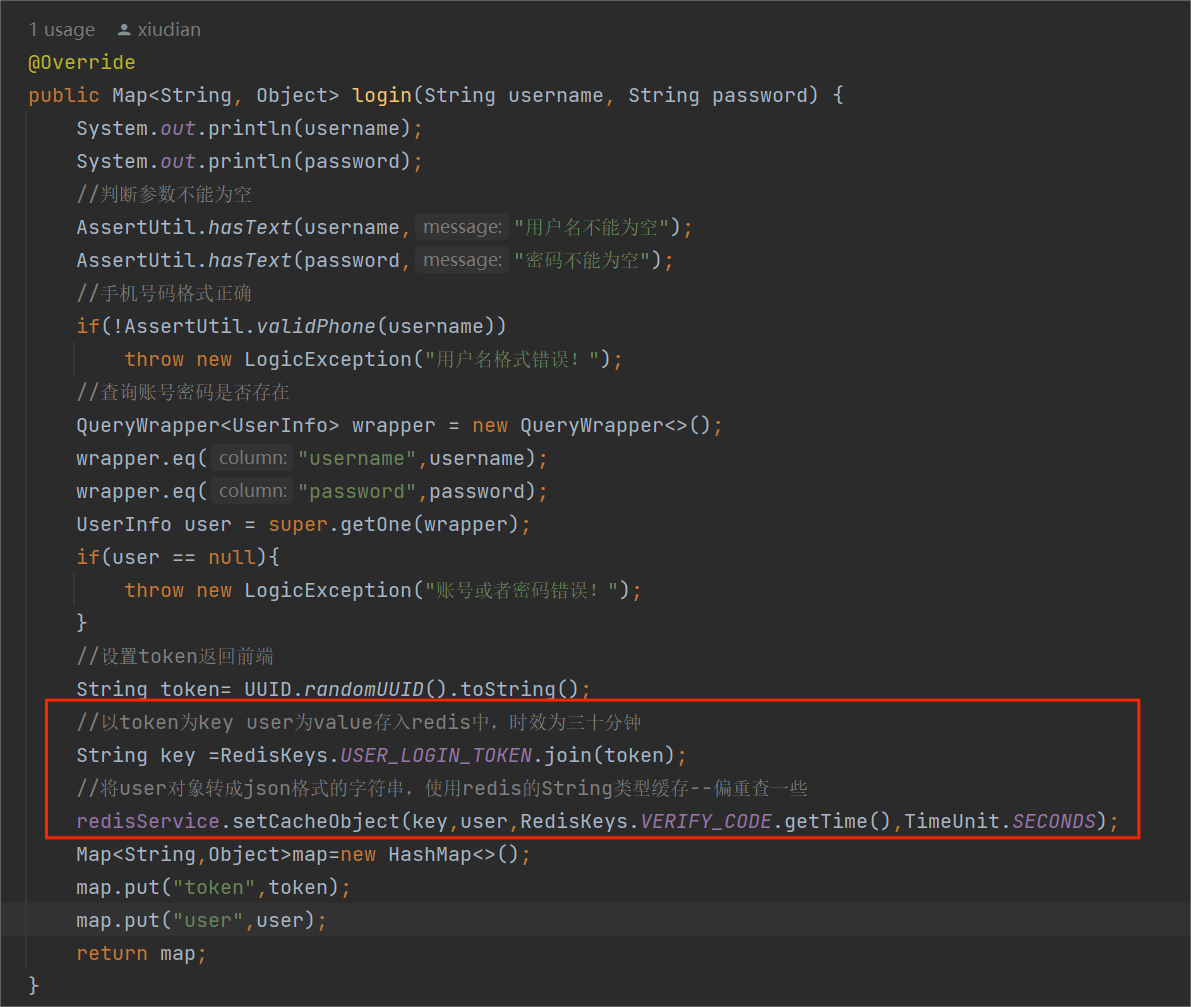 1 usage xiudian
@Override
public Map<String, Object> login(String username, String password) {
System.out.println(username);
System.out.println(password);
//判断参数不能为空
AssertUtil.hasText(username, message: "用户名不能为空");
AssertUtil.hasText(password, message: "密码不能为空");
//手机号码格式正确
if(!AssertUtil.validPhone(username))
throw new LogicException("用户名格式错误！");
//查询账号密码是否存在
QueryWrapper<UserInfo> wrapper = new QueryWrapper<>();
wrapper.eq( column: "username",username);
wrapper.eq( column: "password",password);
UserInfo user = super.getOne(wrapper);
if(user == null){
throw new LogicException("账号或者密码错误！");
}
//设置token返回前端
String token= UUID.randomUUID().toString();
//以token为key user为value存入redis中，时效为三十分钟
String key =RedisKeys.USER_LOGIN_TOKEN.join(token);
//将user对象转成json格式的字符串，使用redis的String类型缓存--偏重查一些
redisService.setCacheObject(key,user,RedisKeys.VERIFY_CODE.getTime(),TimeUnit.SECONDS);
Map<String,Object>map=new HashMap<>();
map.put("token",token);
map.put("user",user);
return map;
}